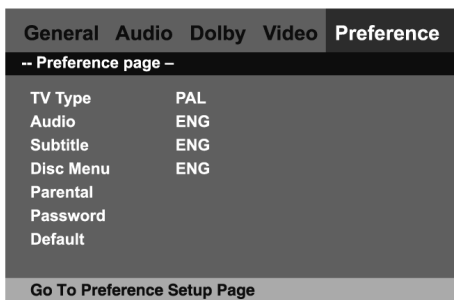 General Audio Dolby Video Preference
-- Preference page –
TV Type PAL
Audio ENG
Subtitle ENG
Disc Menu ENG
Parental
Password
Default
Go To Preference Setup Page